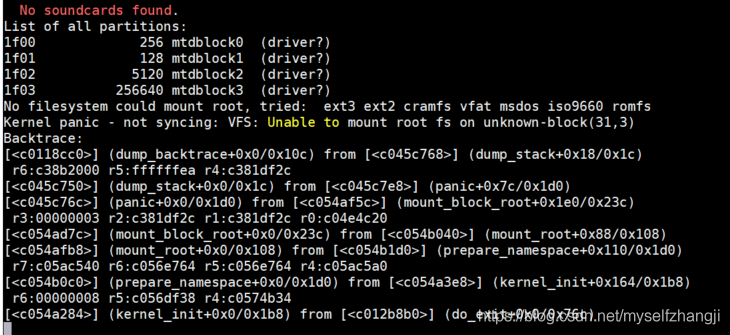 No soundcards found.
List of all partitions:
1f00 256 mtdblock0 (driver?)
1f01 128 mtdblock1 (driver?)
1f02 5120 mtdblock2 (driver?)
1f03 256640 mtdblock3 (driver?)
No filesystem could mount root, tried: ext3 ext2 cramfs vfat msdos iso9660 romfs
Kernel panic - not syncing: VFS: Unable to mount root fs on unknown-block(31,3)
Backtrace:
[<c0118cc0>] (dump_backtrace+0x0/0x10c) from [<c045c768>] (dump_stack+0x18/0x1c)
r6:c38b2000 r5:ffffffea r4:c381df2c
[<c045c750>] (dump_stack+0x0/0x1c) from [<c045c7e8>] (panic+0x7c/0x1d0)
[<c045c76c>] (panic+0x0/0x1d0) from [<c054af5c>] (mount_block_root+0x1e0/0x23c)
r3:00000003 r2:c381df2c r1:c381df2c r0:c04e4c20
[<c054ad7c>] (mount_block_root+0x0/0x23c) from [<c054b040>] (mount_root+0x88/0x108)
[<c054afb8>] (mount_root+0x0/0x108) from [<c054b1d0>] (prepare_namespace+0x110/0x1d0)
r7:c05ac540 r6:c056e764 r5:c056e764 r4:c05ac5a0
[<c054b0c0>] (prepare_namespace+0x0/0x1d0) from [<c054a3e8>] (kernel_init+0x164/0x1b8)
r6:00000008 r5:c056df38 r4:c0574b34
[<c054a284>] (kernel_init+0x0/0x1b8) from [<c012b8b0>] (do_exit+0x0/0x76c)
https://blog.csdn.net/myselfzhangji